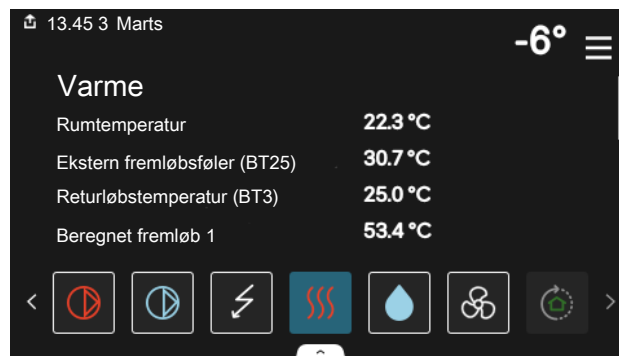 13.45 3 Marts
-6°
Varme
Rumtemperatur 22.3 °C
Ekstern fremløbsføler (BT25) 30.7 °C
Returløbstemperatur (BT3) 25.0 °C
Beregnet fremløb 1 53.4 °C